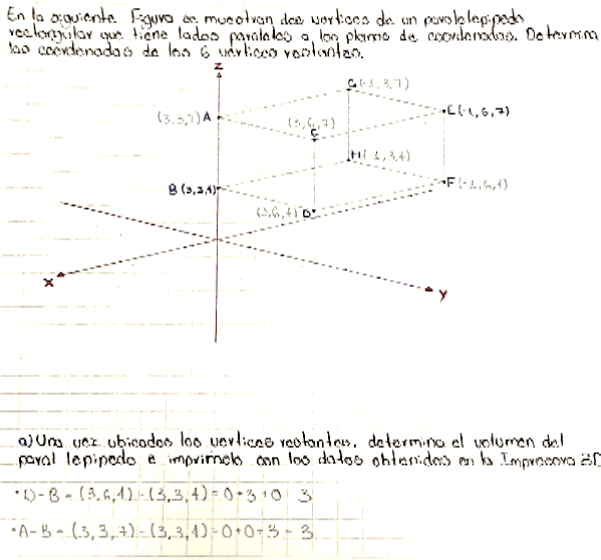 En la siguiente Figura se muestran dos vertices de un paralelepipedo
rectangular que tiene lados paralelos a los planos de coordenadas. Determina
las coordenadas de los 6 vértices restantes.
Z
G(-1, 3, 7)
(3, 3, 7) A
(3, 6, 7)
C
E(-1, 6, 7)
H(-1, 3, 4)
B (3, 3, 4)
F(-1, 6, 4)
(3, 6, 4) D
X
Y
a) Una vez ubicados los vertices restantes, determina el volumen del
paralelepipedo e imprimelo con los datos obtenidos en la Impresora 3D
• D-B = (3, 6, 4) - (3, 3, 4) = 0+3+0 3
• A-B = (3, 3, 7) - (3, 3, 4) = 0+0+3 = 3